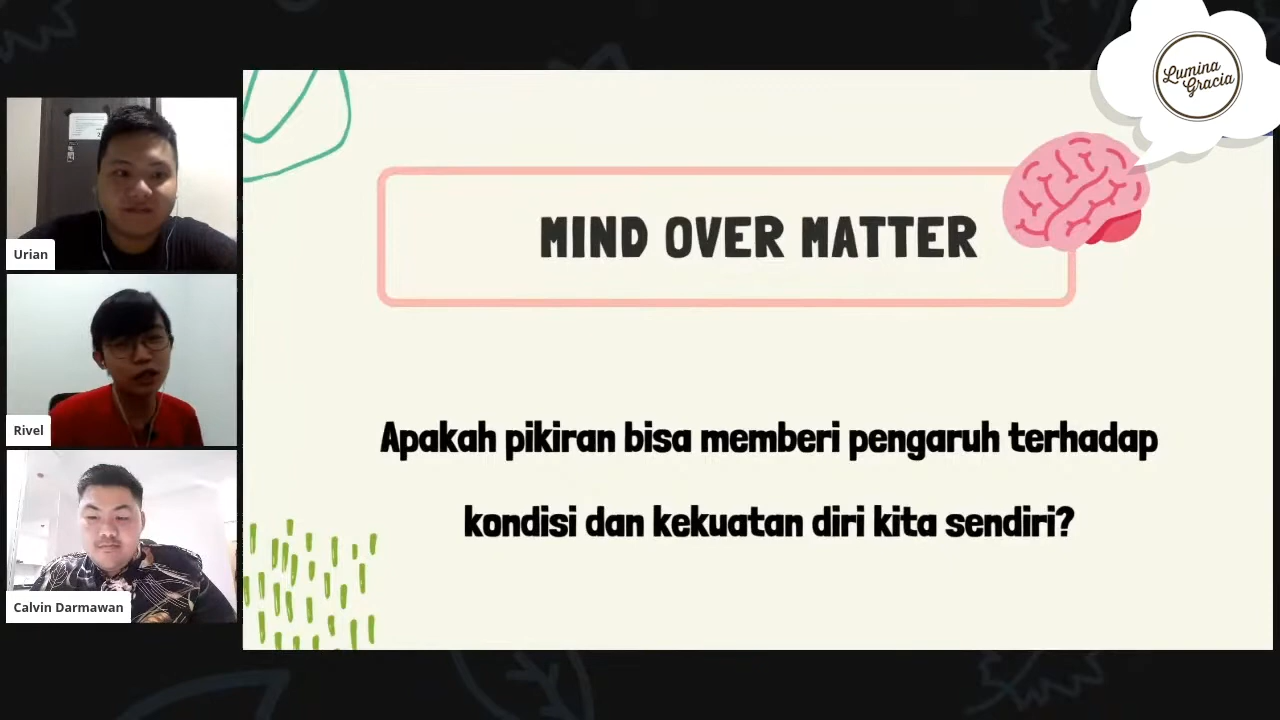 Lumina
Gracia
MIND OVER MATTER
Apakah pikiran bisa memberi pengaruh terhadap
kondisi dan kekuatan diri kita sendiri?
Urian
Rivel
Calvin Darmawan